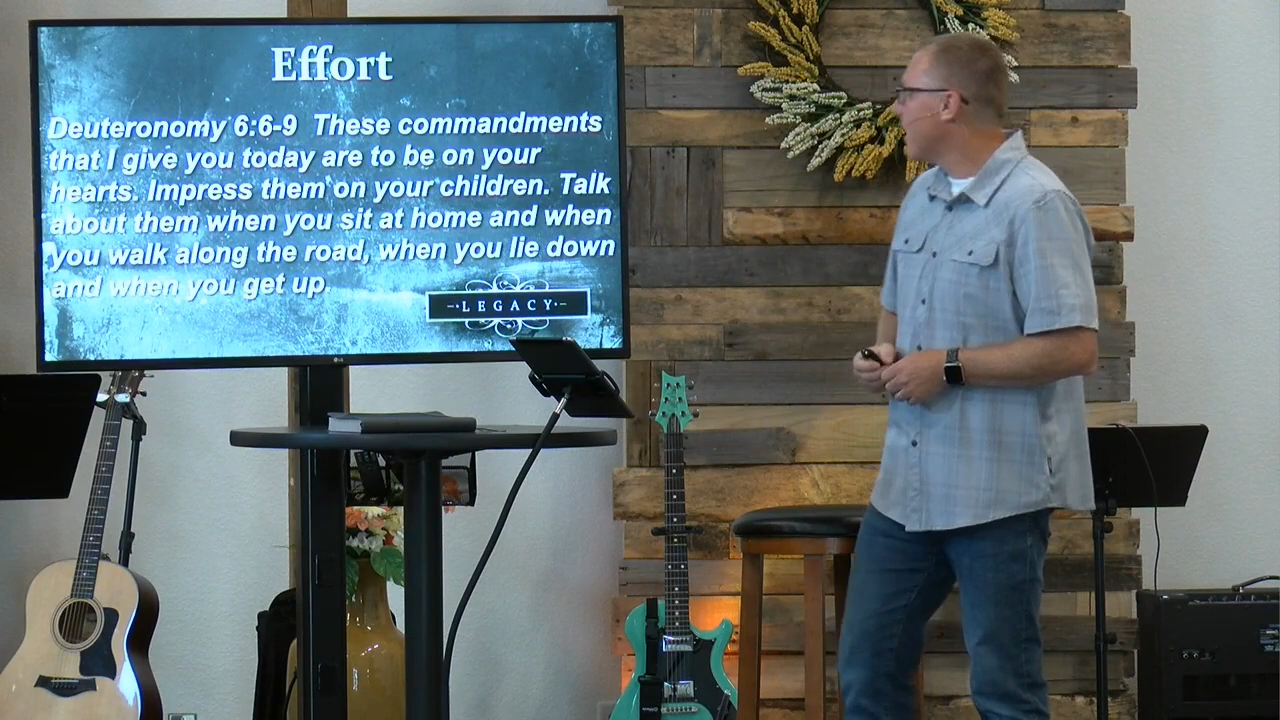 Effort
Deuteronomy 6:6-9 These commandments
that I give you today are to be on your
hearts. Impress them on your children. Talk
about them when you sit at home and when
you walk along the road, when you lie down
and when you get up.
LEGACY
LG